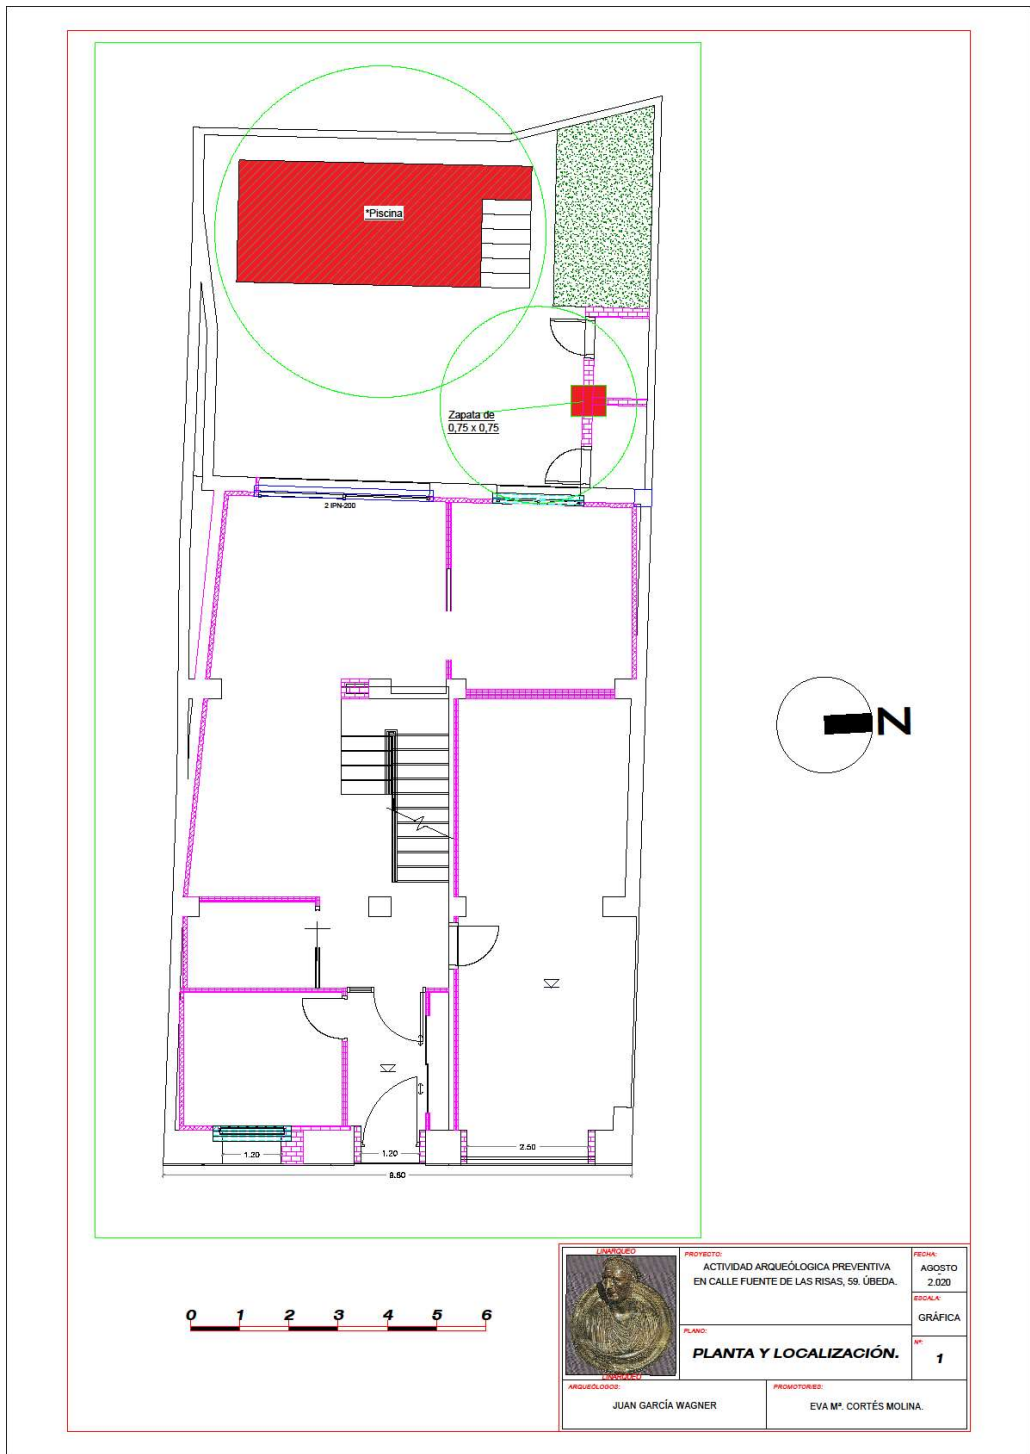 *Piscina
Zapata de
0,75 x 0,75
2 IPN-200
N
1.20
1.20
2.50
8.60
0 1 2 3 4 5 6
LINARQUEO
LINARQUEO
PROYECTO:
ACTIVIDAD ARQUEÓLOGICA PREVENTIVA
EN CALLE FUENTE DE LAS RISAS, 59. ÚBEDA.
FECHA:
AGOSTO
-
2.020
ESCALA:
GRÁFICA
PLANO:
PLANTA Y LOCALIZACIÓN.
Nº:
1
ARQUEÓLOGOS:
JUAN GARCÍA WAGNER
PROMOTOR/ES:
EVA Mª. CORTÉS MOLINA.